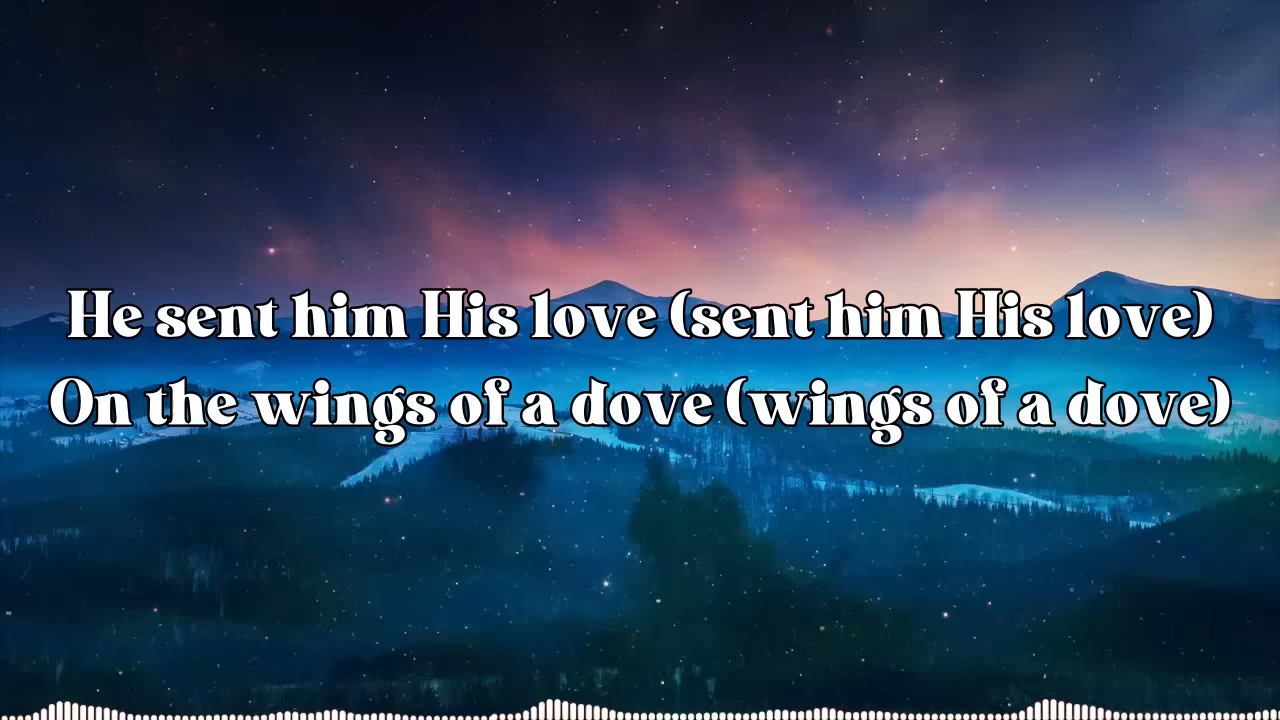 He sent him His love (sent him His love)
On the wings of a dove (wings of a dove)